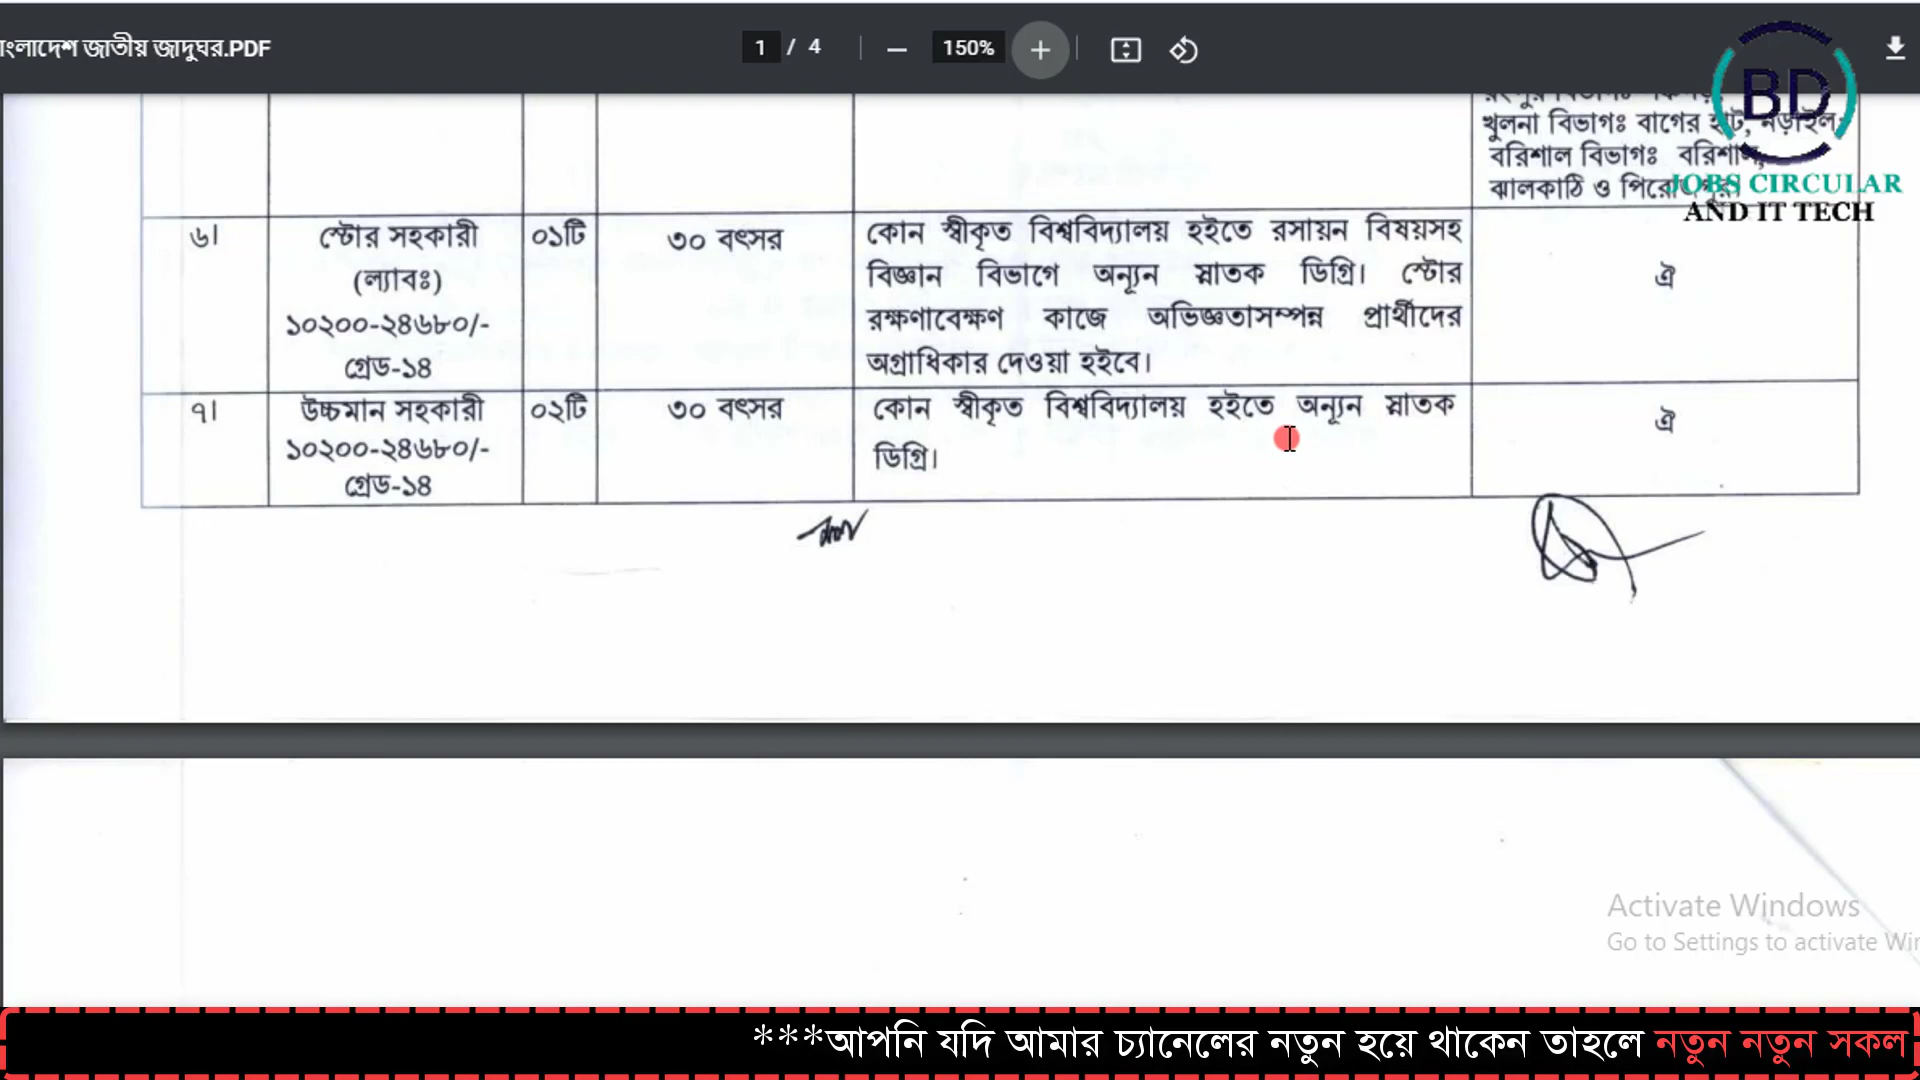 াংলাদেশ জাতীয় জাদুঘর.PDF
1 / 4
150%
খুলনা বিভাগঃ বাগের হাট, নড়াইল,
বরিশাল বিভাগঃ বরিশাল,
ঝালকাঠি ও পিরোজপুর।
BD
JOBS CIRCULAR
AND IT TECH
৬। স্টোর সহকারী (ল্যাবঃ) ১০২০০-২৪৬৮০/- গ্রেড-১৪
০১টি
৩০ বৎসর
কোন স্বীকৃত বিশ্ববিদ্যালয় হইতে রসায়ন বিষয়সহ
বিজ্ঞান বিভাগে অন্যূন স্নাতক ডিগ্রি। স্টোর
রক্ষণাবেক্ষণ কাজে অভিজ্ঞতাসম্পন্ন প্রার্থীদের
অগ্রাধিকার দেওয়া হইবে।
ঐ
৭। উচ্চমান সহকারী ১০২০০-২৪৬৮০/- গ্রেড-১৪
০২টি
৩০ বৎসর
কোন স্বীকৃত বিশ্ববিদ্যালয় হইতে অন্যূন স্নাতক
ডিগ্রি।
ঐ
Activate Windows
Go to Settings to activate Wi
***আপনি যদি আমার চ্যানেলের নতুন হয়ে থাকেন তাহলে নতুন নতুন সকল